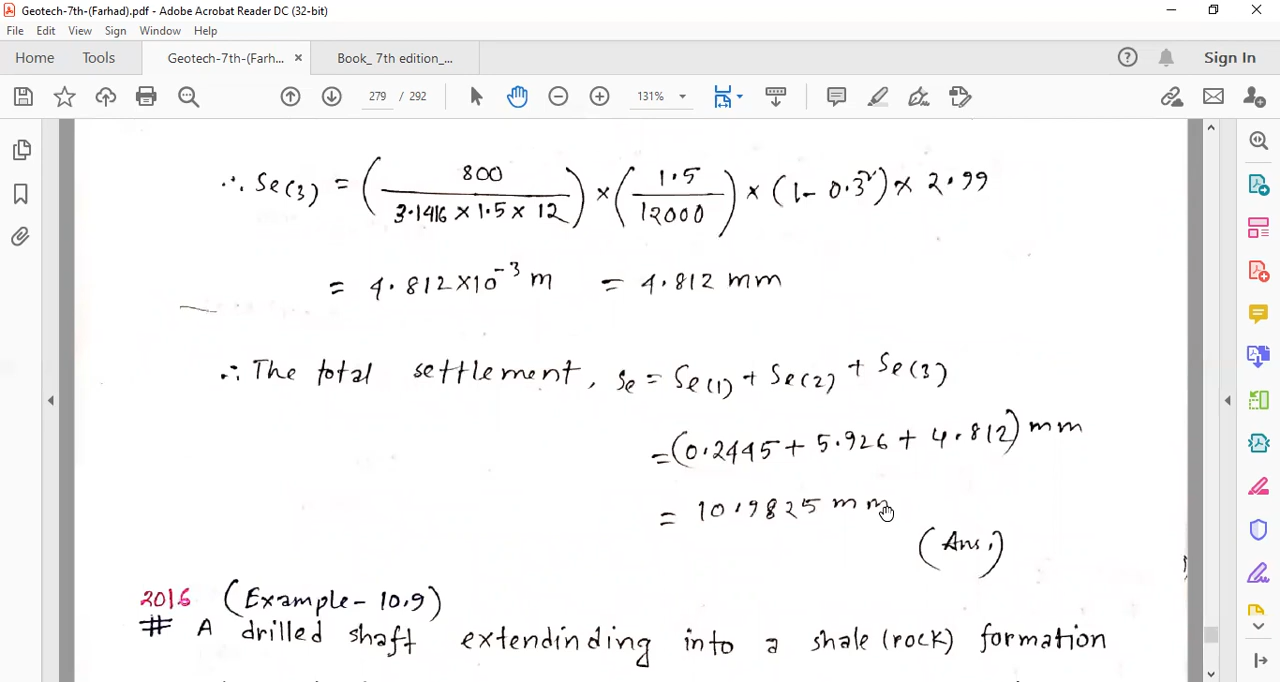 Geotech-7th-(Farhad).pdf - Adobe Acrobat Reader DC (32-bit)
File Edit View Sign Window Help
Home Tools Geotech-7th-(Farh... × Book_ 7th edition_... Sign In
279 / 292 131%
∴ Se(3) = (800 / 3.1416 × 1.5 × 12) × (1.5 / 12000) × (1 - 0.3²) × 2.99
= 4.812 × 10⁻³ m = 4.812 mm
∴ The total settlement, Se = Se(1) + Se(2) + Se(3)
= (0.2445 + 5.926 + 4.812) mm
= 10.9825 mm
(Ans.)
2016 (Example - 10.9)
# A drilled shaft extendinding into a shale (rock) formation